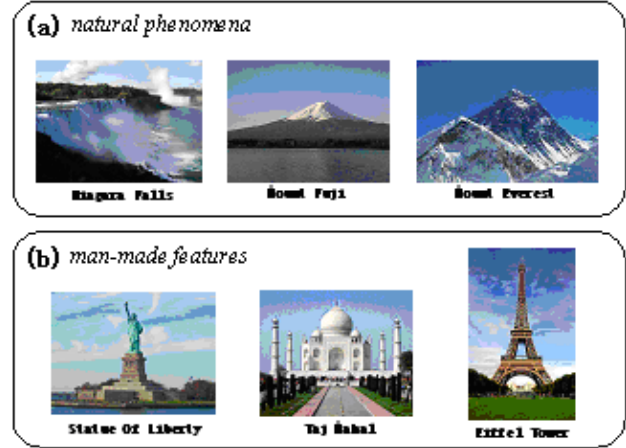 (a) natural phenomena
Niagara Falls
Mount Fuji
Mount Everest
(b) man-made features
Statue Of Liberty
Taj Mahal
Eiffel Tower